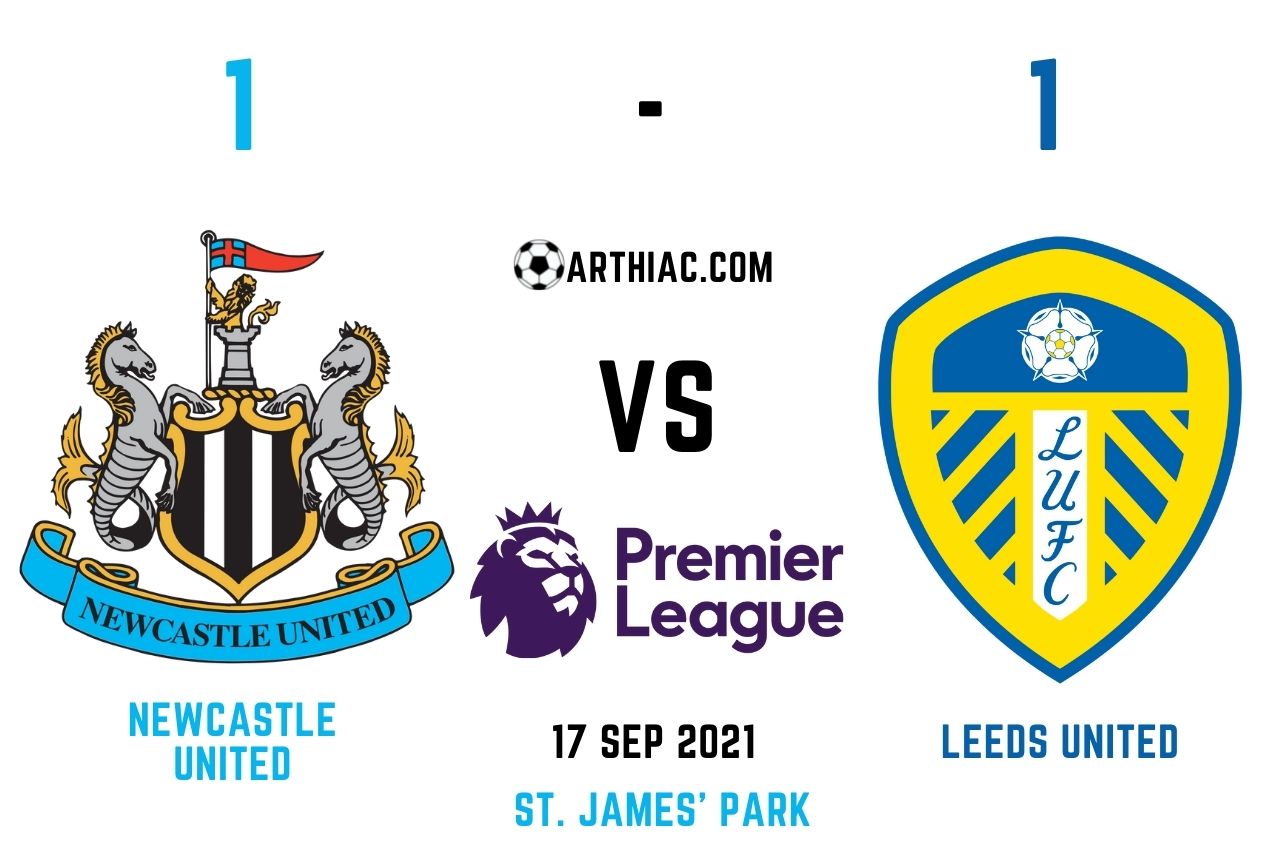 1 - 1
ARTHIAC.COM
VS
LUFC
NEWCASTLE UNITED
Premier
League
NEWCASTLE
UNITED
17 SEP 2021
LEEDS UNITED
ST. JAMES' PARK